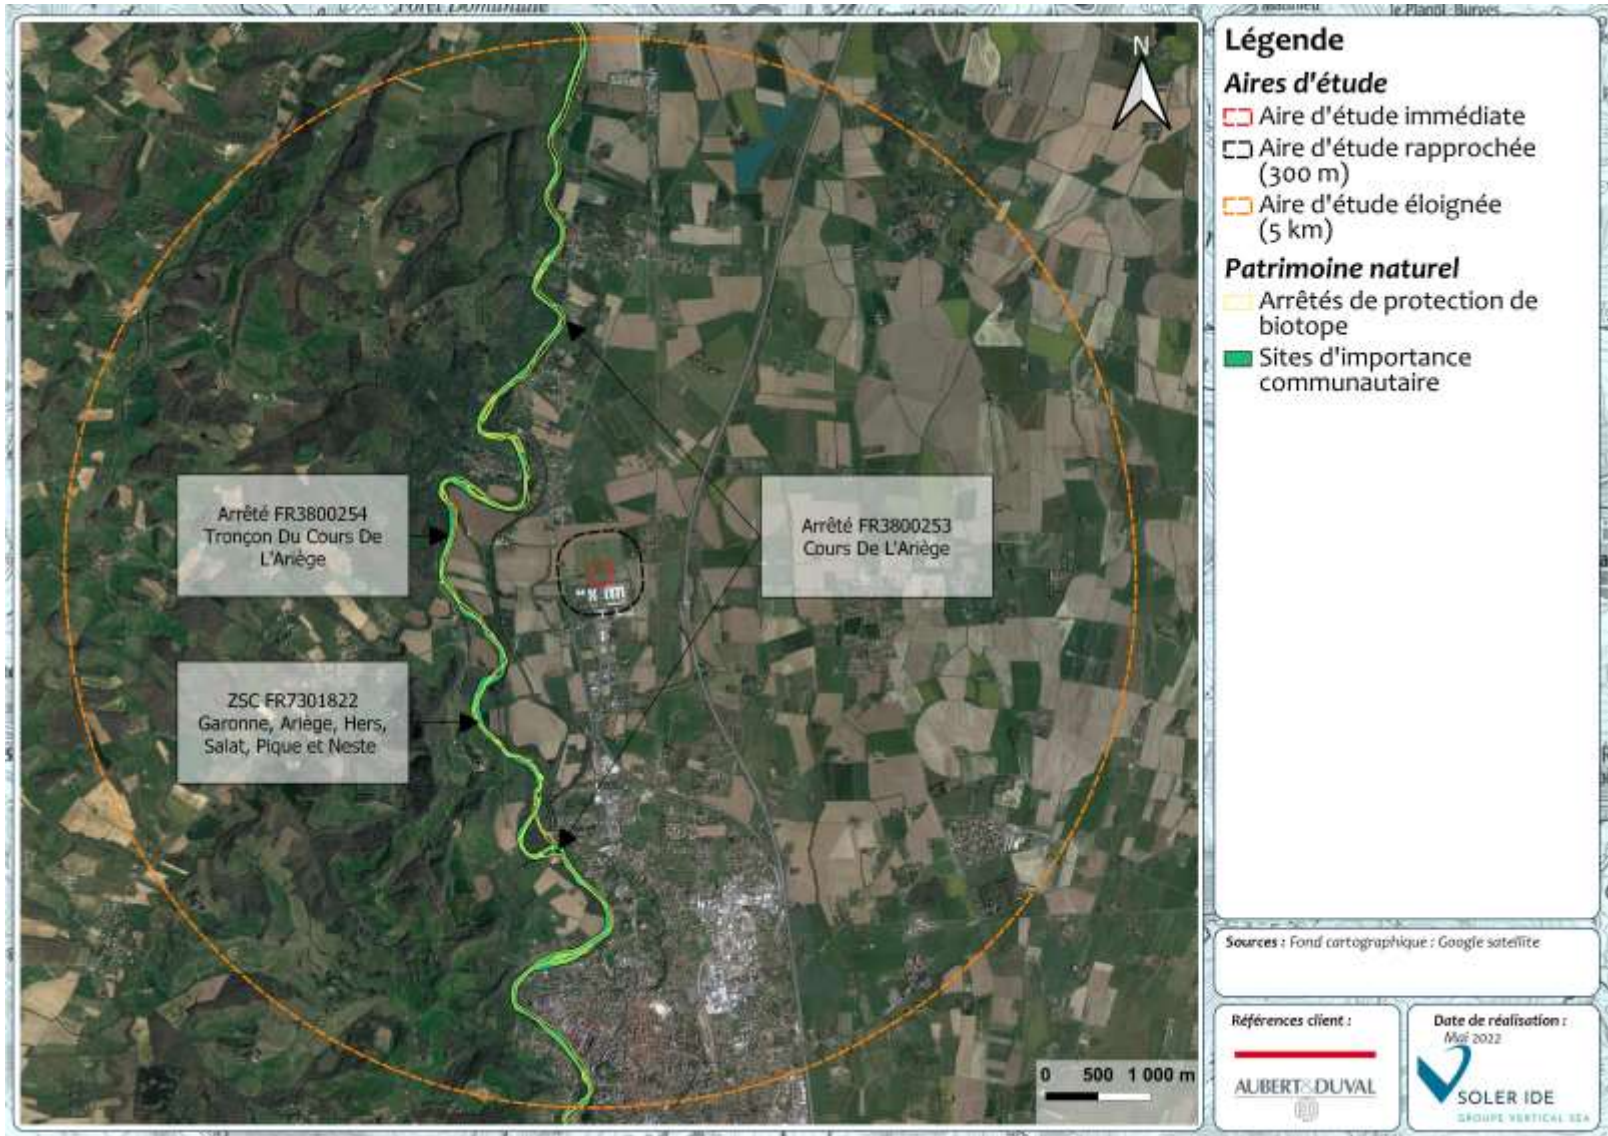 N
Arrêté FR3800254
Tronçon Du Cours De
L'Ariège
Arrêté FR3800253
Cours De L'Ariège
ZSC FR7301822
Garonne, Ariège, Hers,
Salat, Pique et Neste
0 500 1 000 m
Légende
Aires d'étude
Aire d'étude immédiate
Aire d'étude rapprochée
(300 m)
Aire d'étude éloignée
(5 km)
Patrimoine naturel
Arrêtés de protection de
biotope
Sites d'importance
communautaire
Sources : Fond cartographique : Google satellite
Références client :
AUBERT&DUVAL
Date de réalisation :
Mai 2022
SOLER IDE
GROUPE VERTICAL SEA